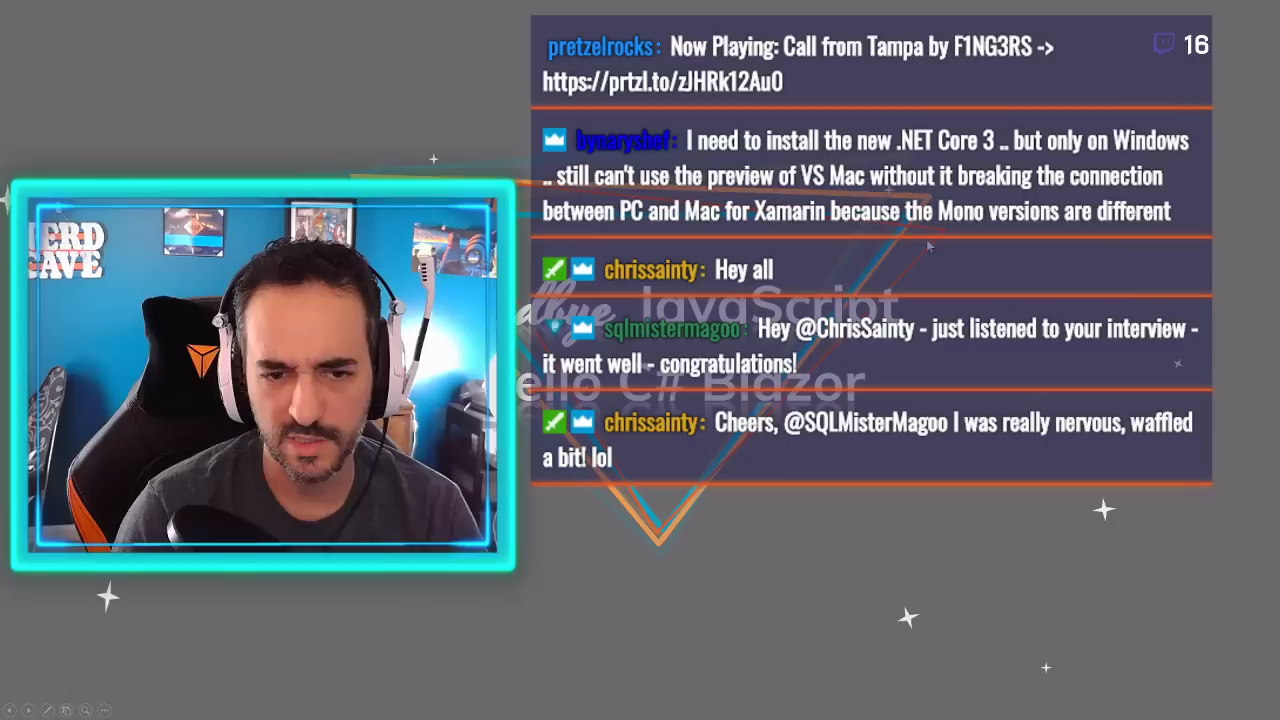 pretzelrocks: Now Playing: Call from Tampa by F1NG3RS ->
https://prtzl.to/zJHRk12Au0
16
bynaryshef: I need to install the new .NET Core 3 .. but only on Windows
.. still can't use the preview of VS Mac without it breaking the connection
between PC and Mac for Xamarin because the Mono versions are different
chrissainty: Hey all
sqlmistermagoo: Hey @ChrisSainty - just listened to your interview -
it went well - congratulations!
chrissainty: Cheers, @SQLMisterMagoo I was really nervous, waffled
a bit! lol
JavaScript
C# Blazor
NERD
CAVE